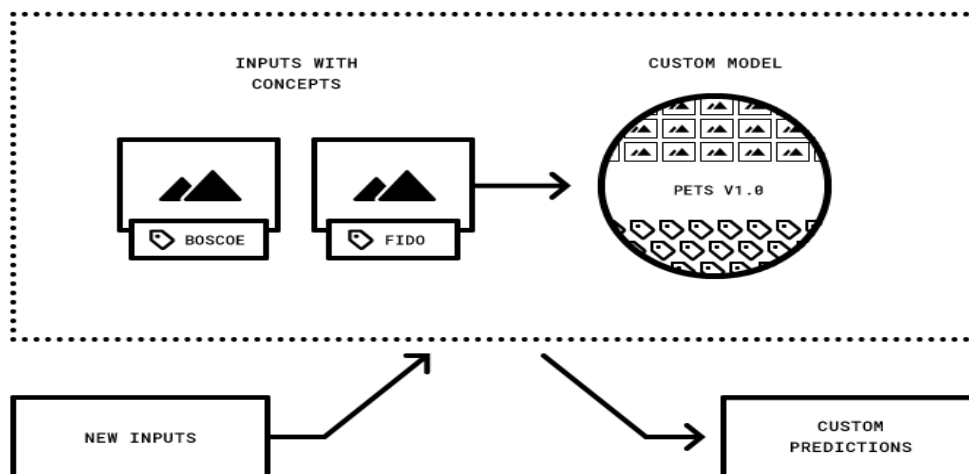 INPUTS WITH
CONCEPTS
CUSTOM MODEL
BOSCOE
FIDO
PETS V1.0
NEW INPUTS
CUSTOM
PREDICTIONS